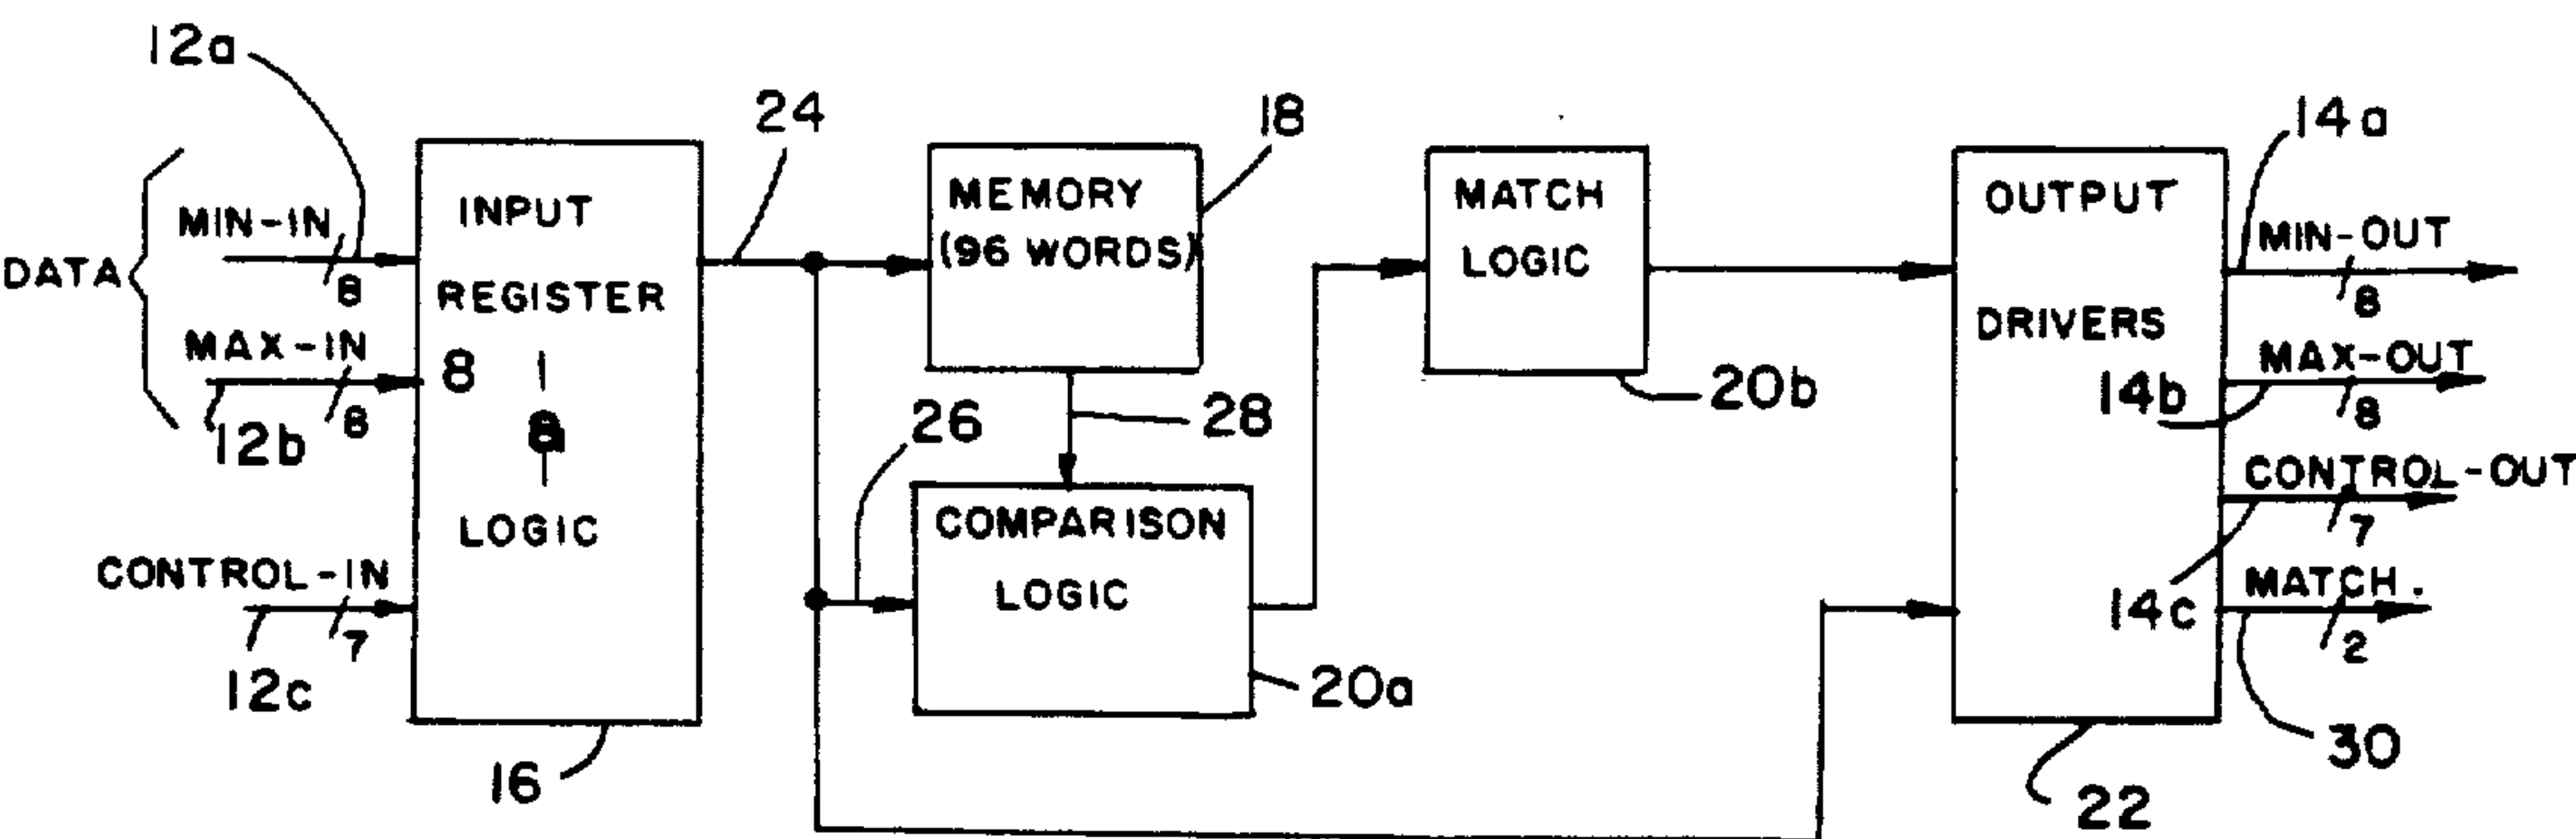 12a
DATA
MIN-IN
8
MAX-IN
8
12b
CONTROL-IN
7
12c
INPUT
REGISTER
8
LOGIC
16
24
MEMORY
(96 WORDS)
18
28
26
COMPARISON
LOGIC
20a
MATCH
LOGIC
20b
OUTPUT
DRIVERS
14a
MIN-OUT
8
14b
MAX-OUT
8
CONTROL-OUT
7
14c
MATCH.
2
30
22